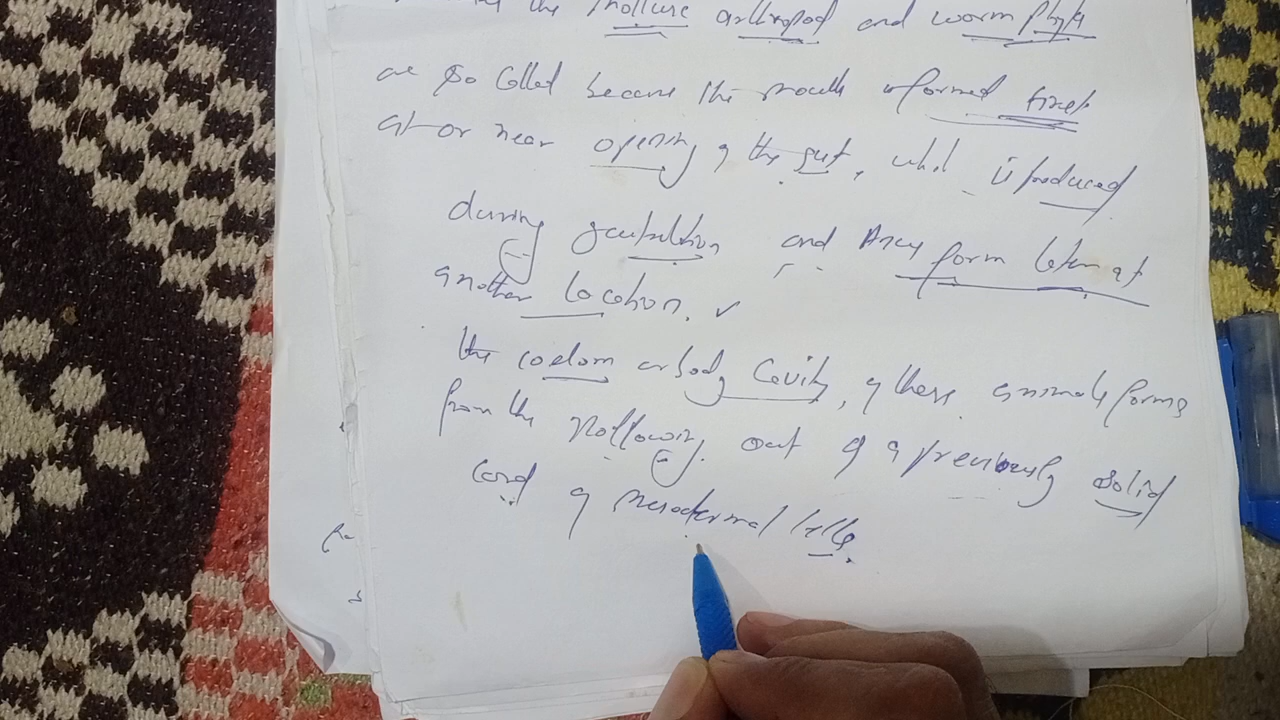 the mollusc arthropod and worm phyla
are so called because the mouth is formed first
at or near opening of the gut, which is produced
during gastrulation and Anus form later at
another location.
the coelom or body Cavity, of these animals forms
from the Hollowing out of a previously solid
Cord of mesodermal cells.